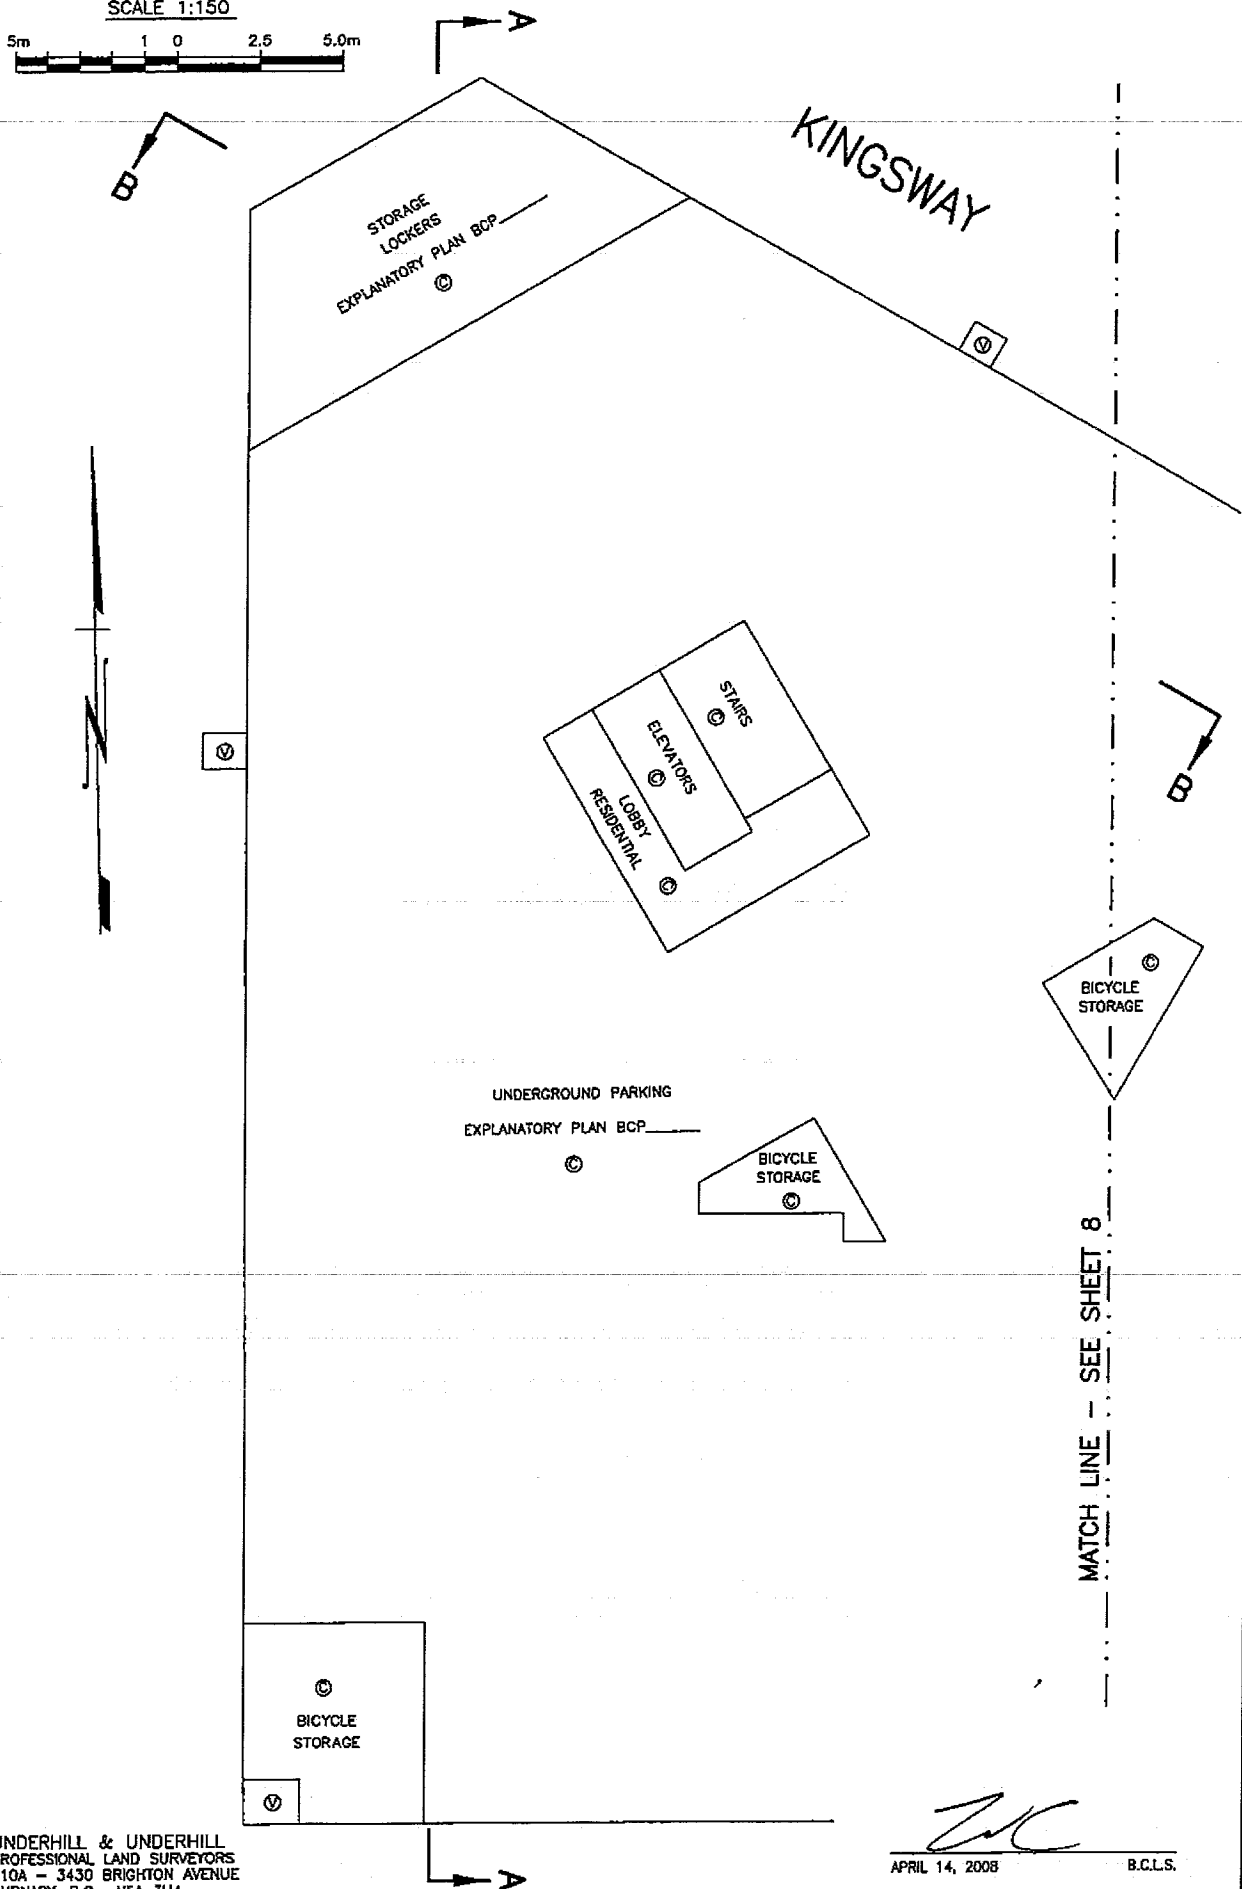 SCALE 1:150
5m 1 0 2.5 5.0m
A
B
KINGSWAY
STORAGE
LOCKERS
EXPLANATORY PLAN BCP______
©
Ⓥ
N
Ⓥ
STAIRS
©
ELEVATORS
©
LOBBY
RESIDENTIAL
©
B
©
BICYCLE
STORAGE
UNDERGROUND PARKING
EXPLANATORY PLAN BCP______
©
BICYCLE
STORAGE
©
MATCH LINE - SEE SHEET 8
©
BICYCLE
STORAGE
Ⓥ
NDERHILL & UNDERHILL
ROFESSIONAL LAND SURVEYORS
10A - 3430 BRIGHTON AVENUE
A
APRIL 14, 2008 B.C.L.S.